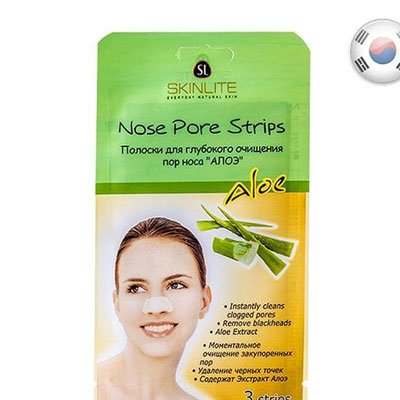 SL
SKINLITE
EVERYDAY NATURAL SKIN
Nose Pore Strips
Полоски для глубокого очищения
пор носа "АЛОЭ"
Aloe
• Instantly cleans
clogged pores
• Remove blackheads
• Aloe Extract
• Моментальное
очищение закупоренных
пор
• Удаление черных точек
• Содержат Экстракт Алоэ
3 strips